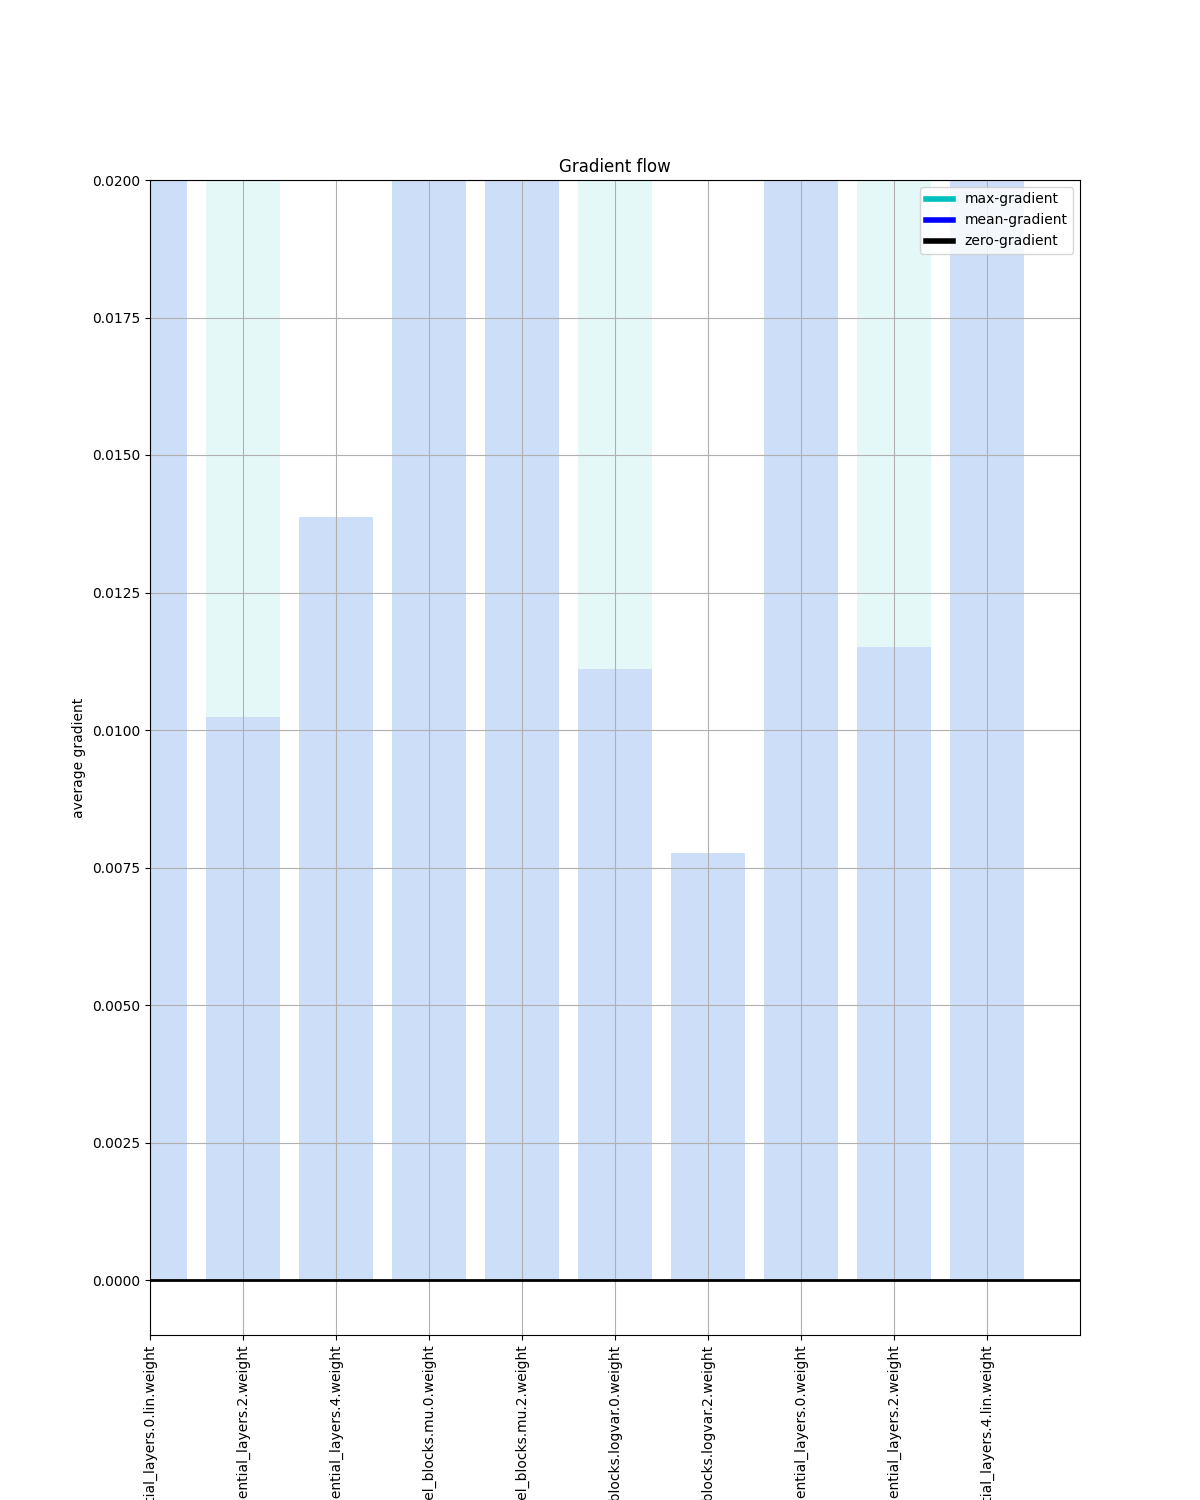 Gradient flow
0.0200
0.0175
0.0150
0.0125
0.0100
0.0075
0.0050
0.0025
0.0000
average gradient
max-gradient
mean-gradient
zero-gradient
tial_layers.0.lin.weight
ential_layers.2.weight
ential_layers.4.weight
el_blocks.mu.0.weight
el_blocks.mu.2.weight
blocks.logvar.0.weight
blocks.logvar.2.weight
ential_layers.0.weight
ential_layers.2.weight
tial_layers.4.lin.weight